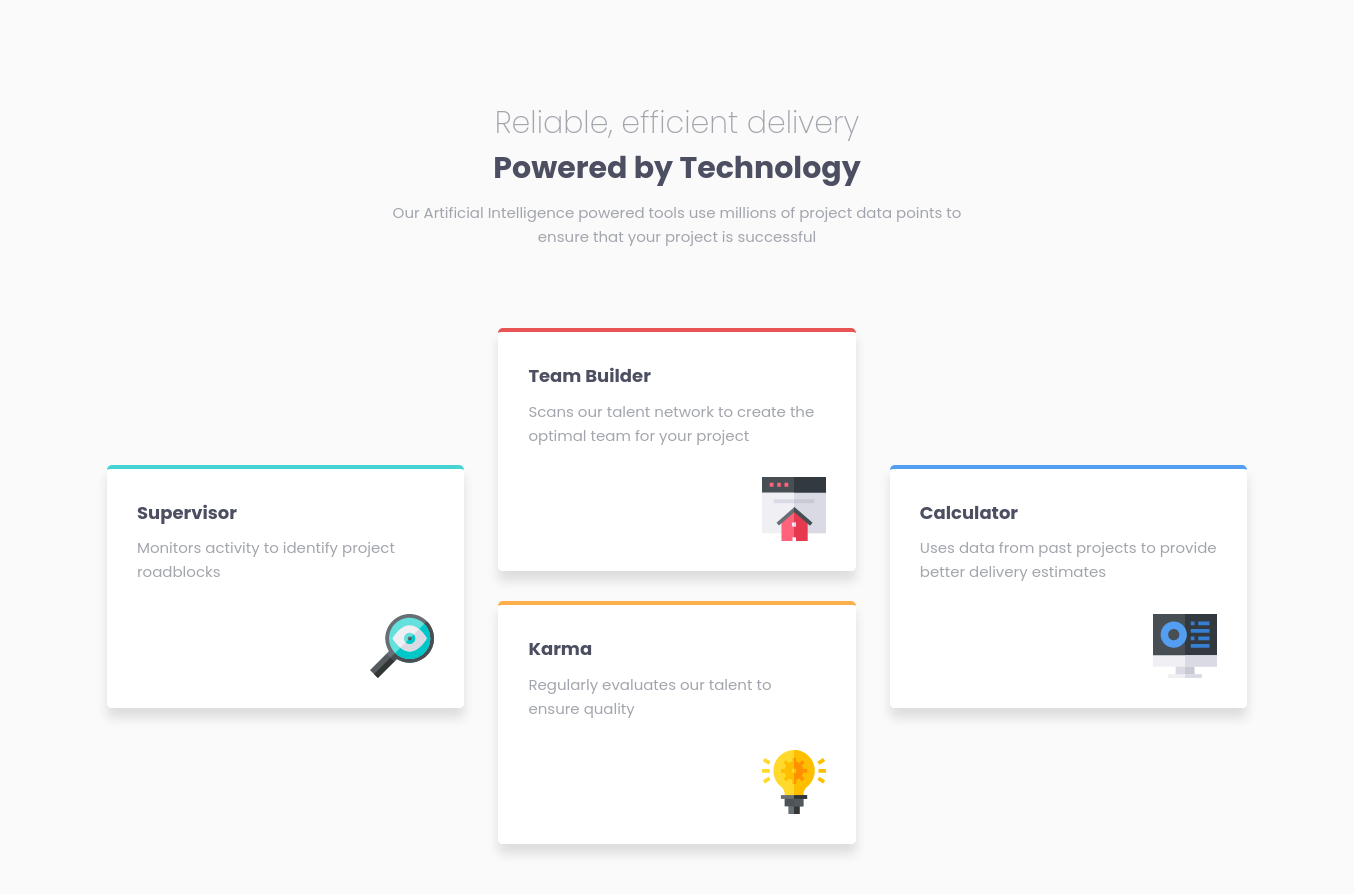 Reliable, efficient delivery
Powered by Technology
Our Artificial Intelligence powered tools use millions of project data points to
ensure that your project is successful
Supervisor
Monitors activity to identify project
roadblocks
Team Builder
Scans our talent network to create the
optimal team for your project
Karma
Regularly evaluates our talent to
ensure quality
Calculator
Uses data from past projects to provide
better delivery estimates